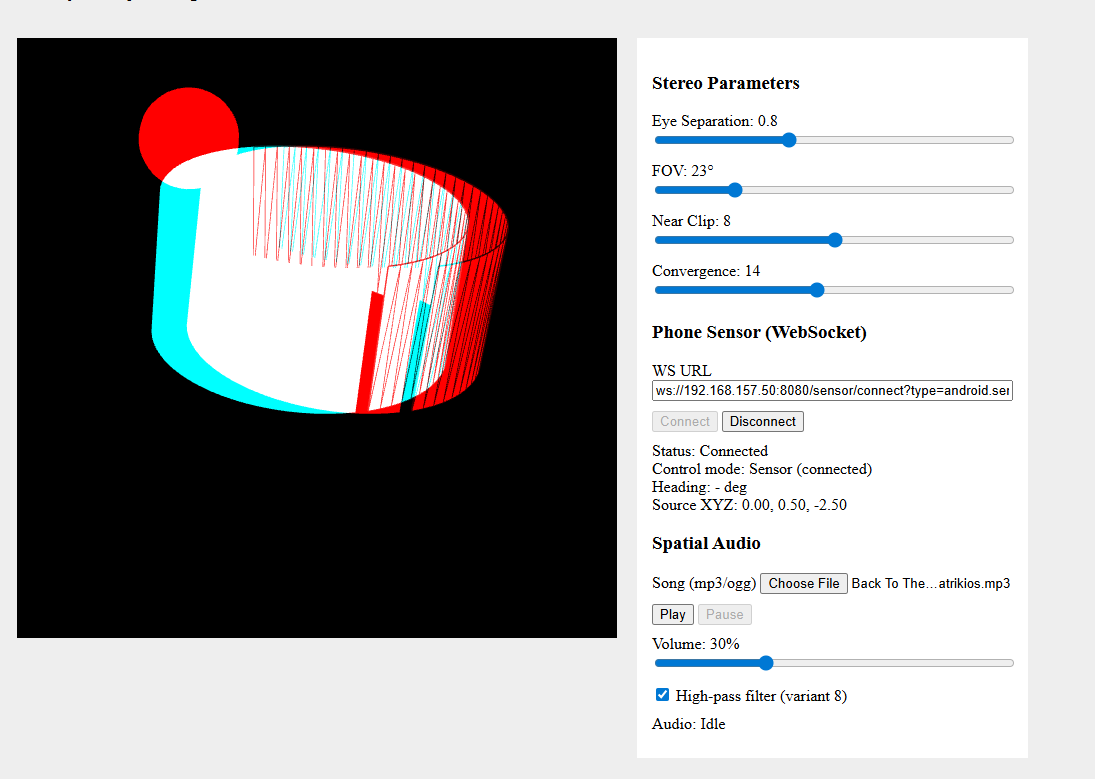 Stereo Parameters
Eye Separation: 0.8
FOV: 23°
Near Clip: 8
Convergence: 14
Phone Sensor (WebSocket)
WS URL
ws://192.168.157.50:8080/sensor/connect?type=android.ser
Connect Disconnect
Status: Connected
Control mode: Sensor (connected)
Heading: - deg
Source XYZ: 0.00, 0.50, -2.50
Spatial Audio
Song (mp3/ogg) Choose File Back To The…atrikios.mp3
Play Pause
Volume: 30%
High-pass filter (variant 8)
Audio: Idle